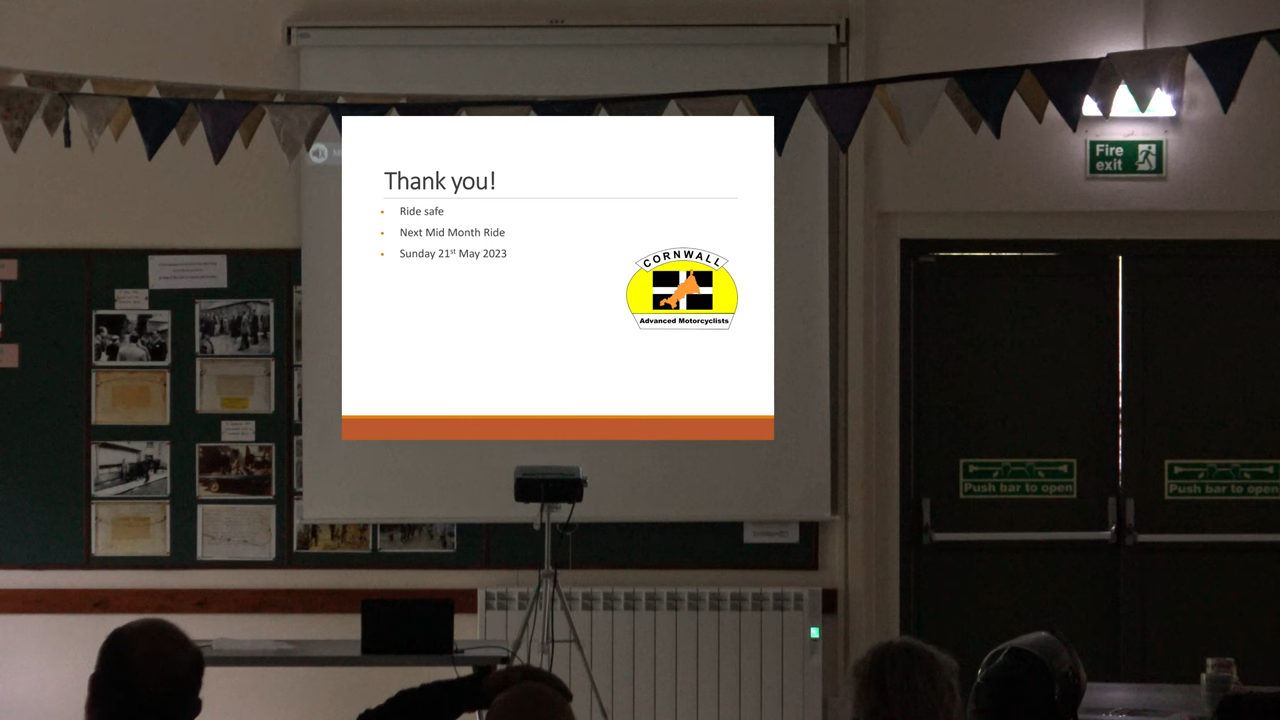 Thank you!
Ride safe
Next Mid Month Ride
Sunday 21st May 2023
CORNWALL
Advanced Motorcyclists
Fire
exit
Push bar to open
Push bar to open